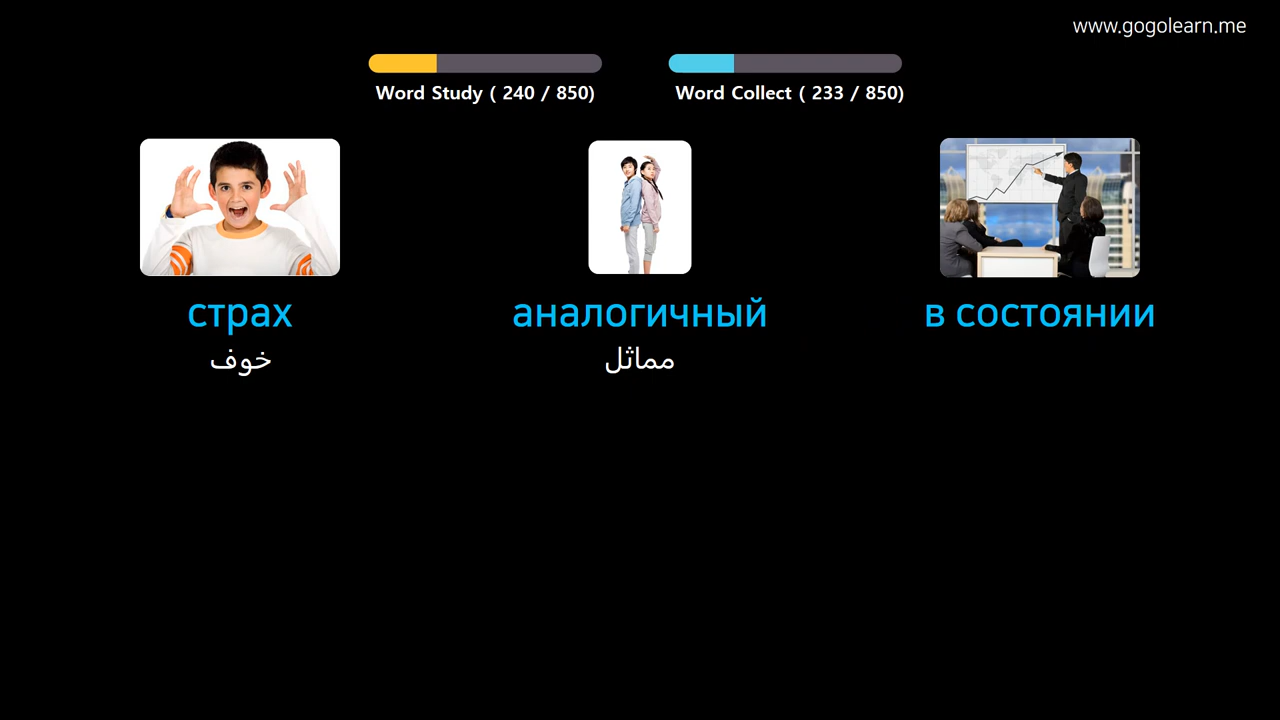 www.gogolearn.me
Word Study ( 240 / 850)
Word Collect ( 233 / 850)
страх
аналогичный
в состоянии
خوف
مماثل